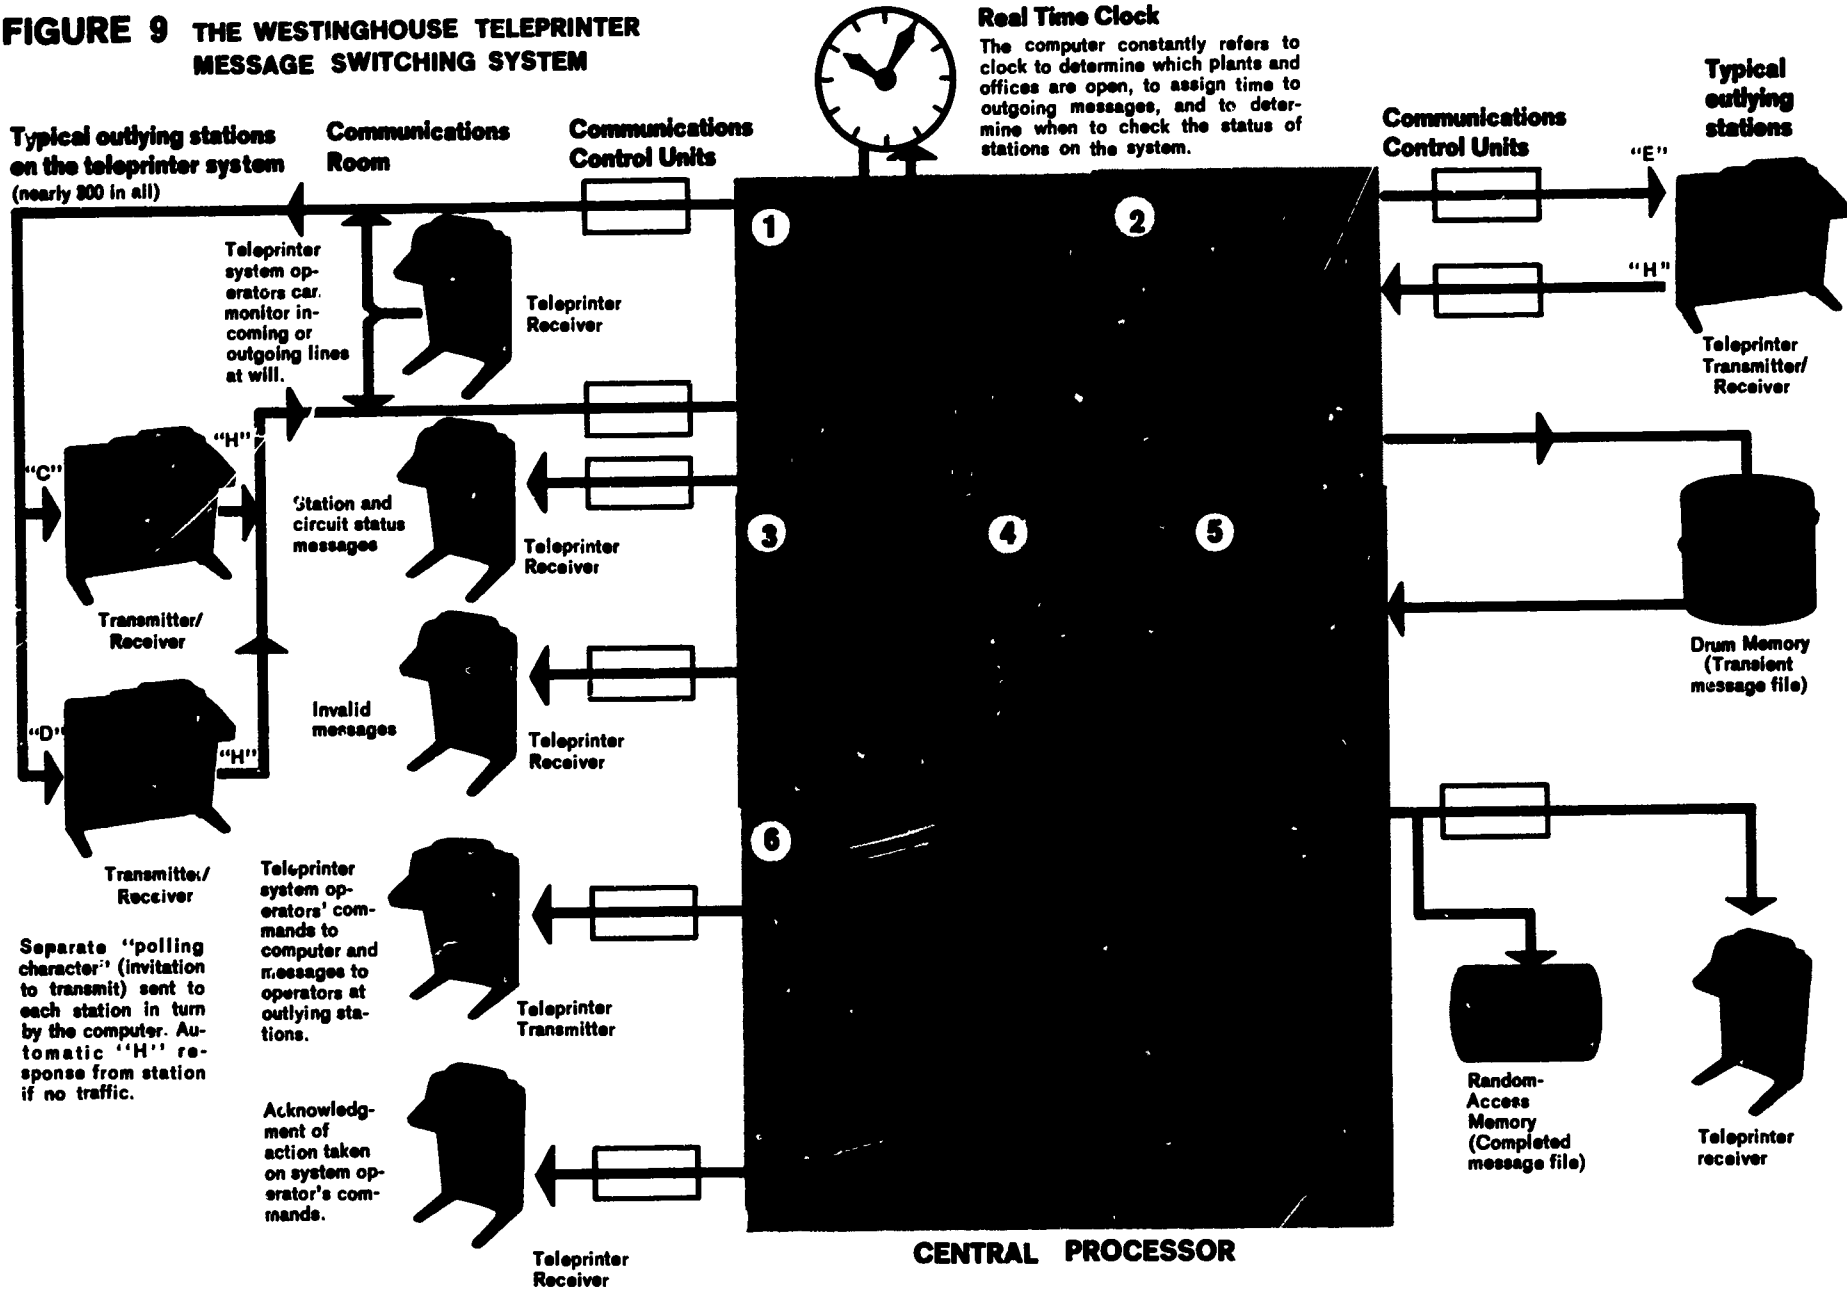 FIGURE 9 THE WESTINGHOUSE TELEPRINTER
MESSAGE SWITCHING SYSTEM
Real Time Clock
The computer constantly refers to
clock to determine which plants and
offices are open, to assign time to
outgoing messages, and to deter-
mine when to check the status of
stations on the system.
Typical outlying stations
on the teleprinter system
(nearly 300 in all)
Communications
Room
Communications
Control Units
Communications
Control Units
Typical
outlying
stations
"E"
"H"
Teleprinter
Transmitter/
Receiver
1
2
3
4
5
6
Teleprinter
system op-
erators car.
monitor in-
coming or
outgoing lines
at will.
Teleprinter
Receiver
"C"
"H"
Transmitter/
Receiver
Station and
circuit status
messages
Teleprinter
Receiver
"D"
"H"
Transmitter/
Receiver
Invalid
messages
Teleprinter
Receiver
Drum Memory
(Transient
message file)
Separate "polling
character" (invitation
to transmit) sent to
each station in turn
by the computer. Au-
tomatic "H" re-
sponse from station
if no traffic.
Teleprinter
system op-
erators' com-
mands to
computer and
messages to
operators at
outlying sta-
tions.
Teleprinter
Transmitter
Acknowledg-
ment of
action taken
on system op-
erator's com-
mands.
Teleprinter
Receiver
Random-
Access
Memory
(Completed
message file)
Teleprinter
receiver
CENTRAL PROCESSOR